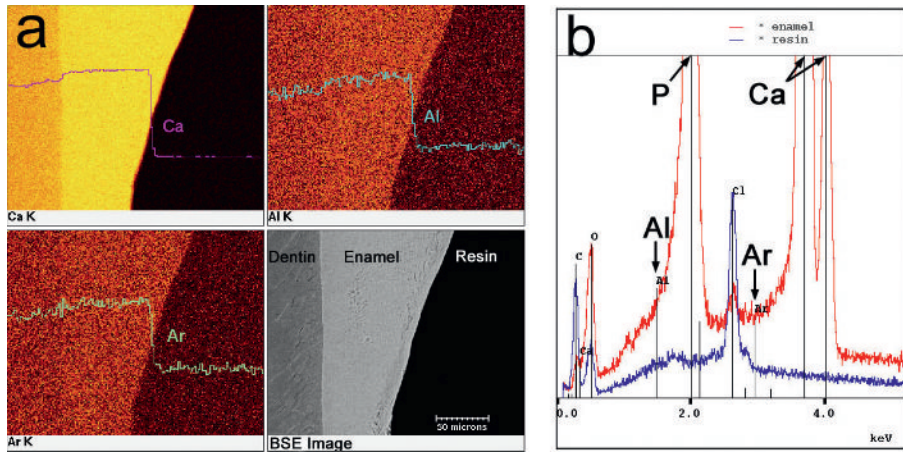 a
Ca
Ca K
Al
Al K
Ar
Ar K
Dentin
Enamel
Resin
50 microns
BSE Image
b
* enamel
* resin
P
Ca
Cl
Al
Ar
O
C
Al
Ar
Ca
0.0
2.0
4.0
keV